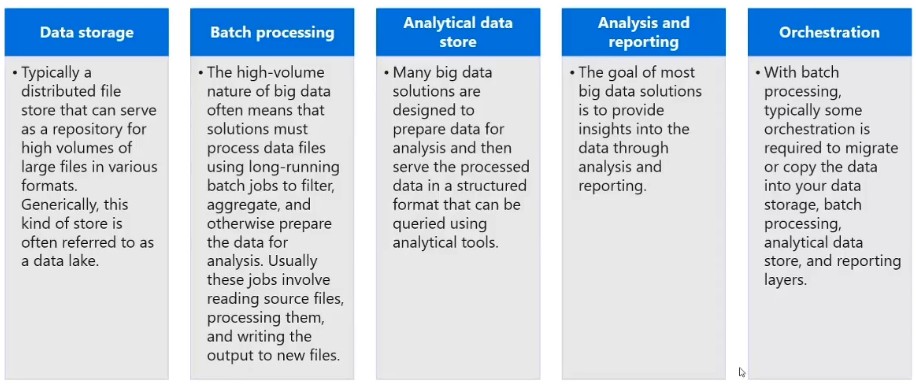 Data storage
• Typically a
distributed file
store that can serve
as a repository for
high volumes of
large files in various
formats.
Generically, this
kind of store is
often referred to as
a data lake.
Batch processing
• The high-volume
nature of big data
often means that
solutions must
process data files
using long-running
batch jobs to filter,
aggregate, and
otherwise prepare
the data for
analysis. Usually
these jobs involve
reading source files,
processing them,
and writing the
output to new files.
Analytical data
store
• Many big data
solutions are
designed to
prepare data for
analysis and then
serve the processed
data in a structured
format that can be
queried using
analytical tools.
Analysis and
reporting
• The goal of most
big data solutions
is to provide
insights into the
data through
analysis and
reporting.
Orchestration
• With batch
processing,
typically some
orchestration is
required to migrate
or copy the data
into your data
storage, batch
processing,
analytical data
store, and reporting
layers.